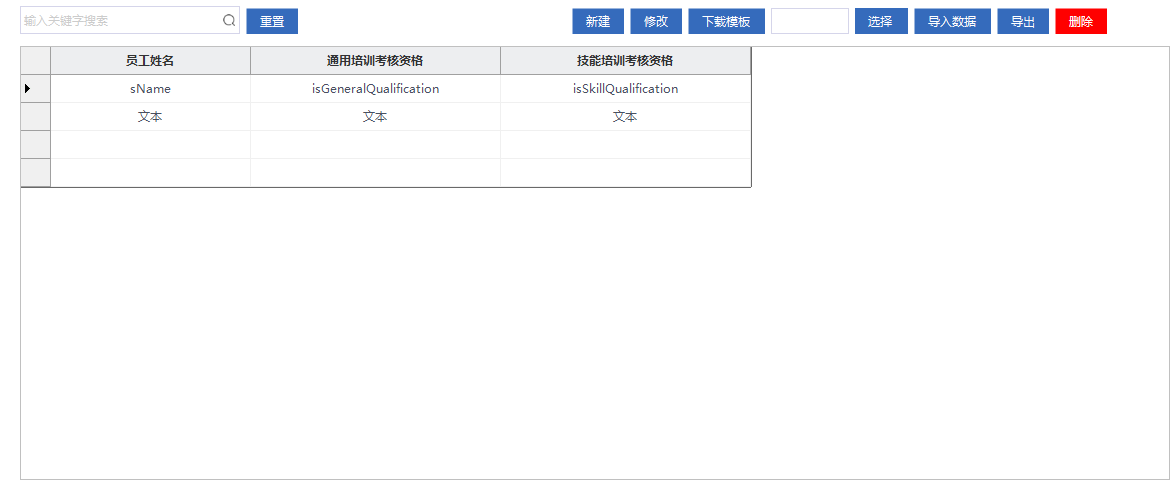 输入关键字搜索 重置 新建 修改 下载模板 选择 导入数据 导出 删除
员工姓名 通用培训考核资格 技能培训考核资格
sName isGeneralQualification isSkillQualification
文本 文本 文本